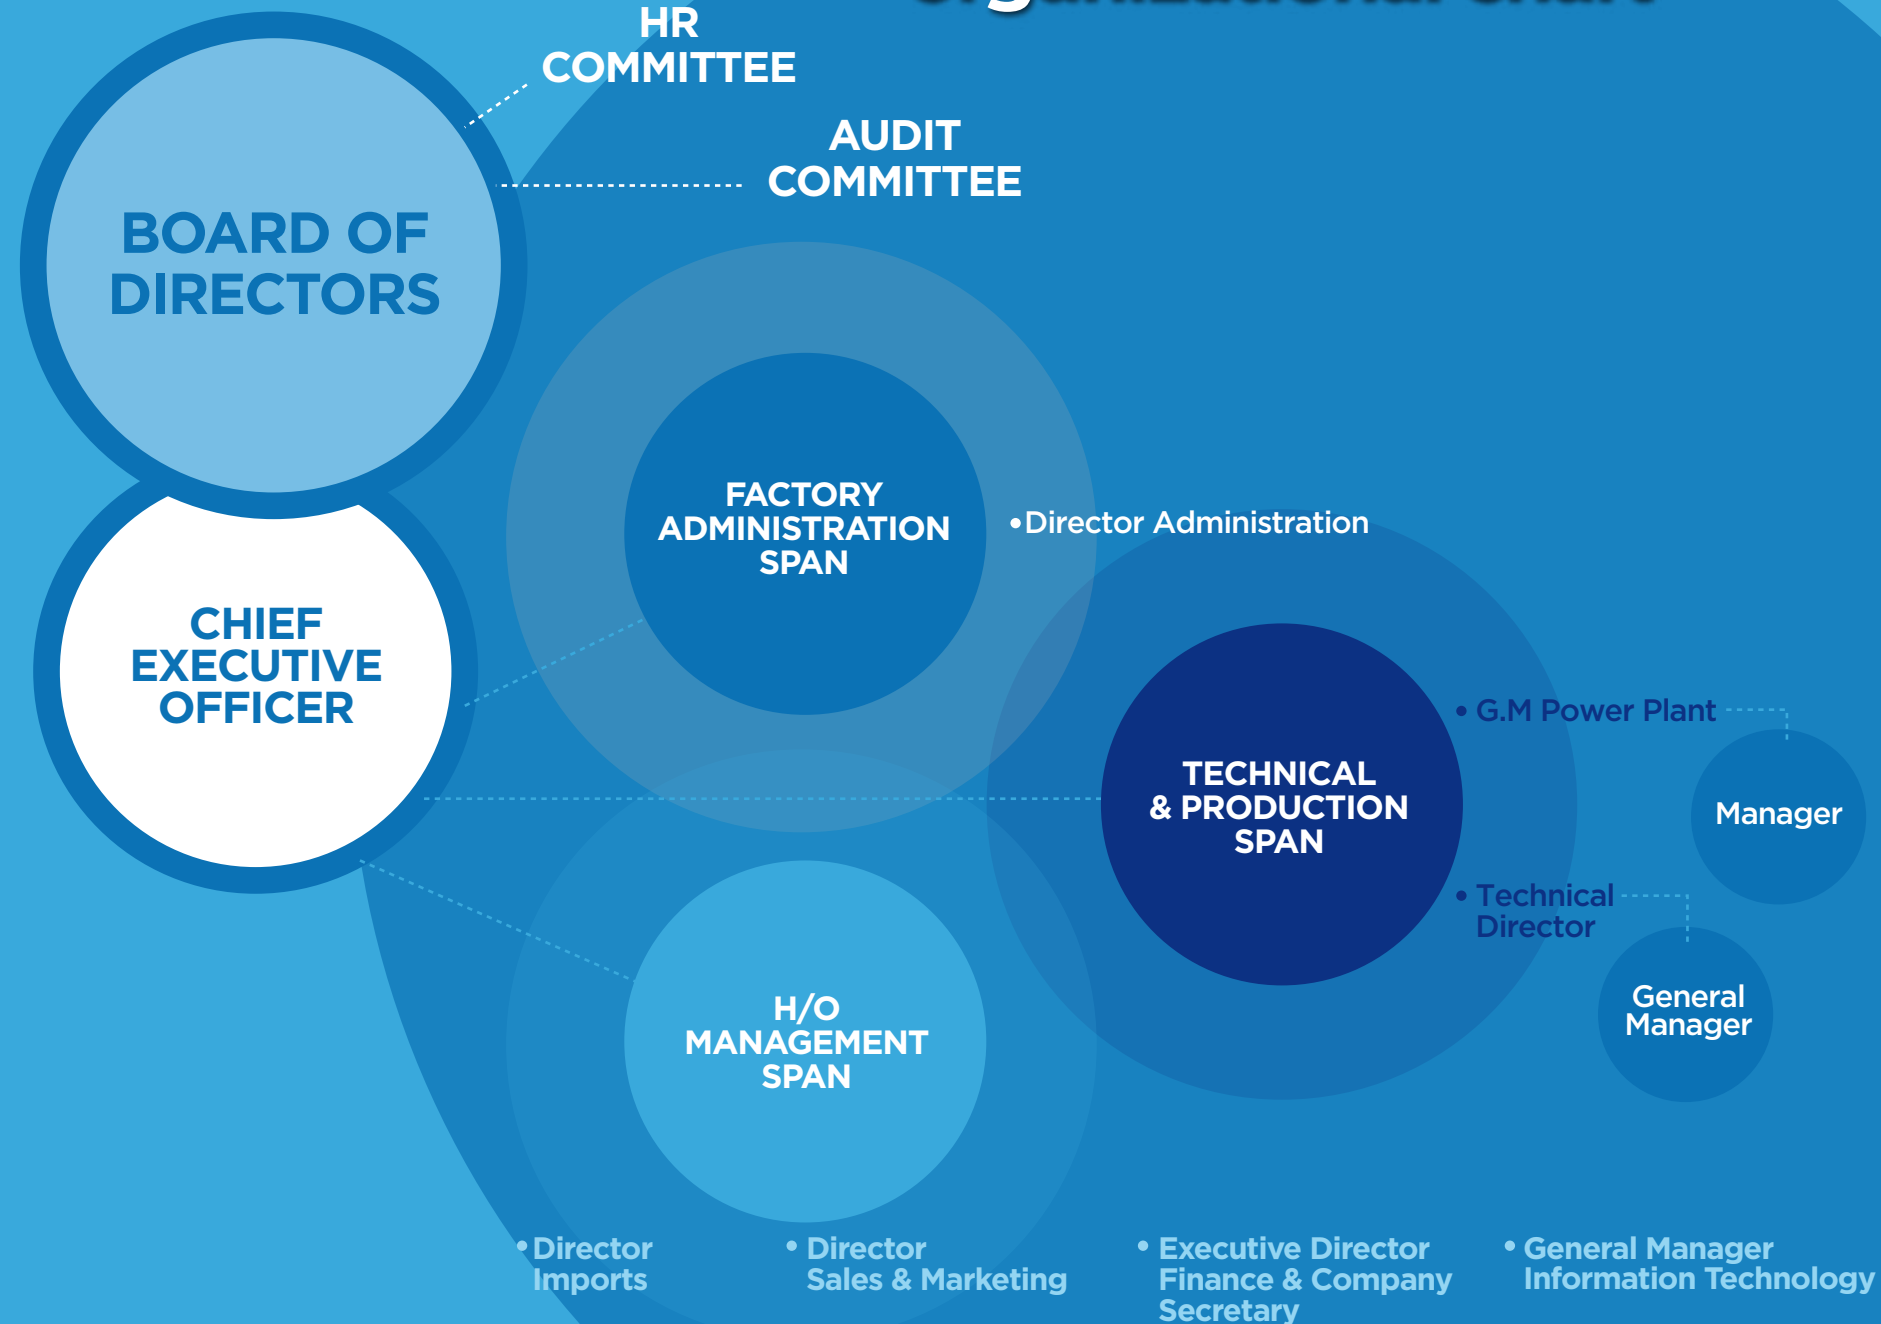 HR
COMMITTEE
AUDIT
COMMITTEE
BOARD OF
DIRECTORS
FACTORY
ADMINISTRATION
SPAN
•Director Administration
CHIEF
EXECUTIVE
OFFICER
• G.M Power Plant
TECHNICAL
& PRODUCTION
SPAN
Manager
• Technical
Director
General
Manager
H/O
MANAGEMENT
SPAN
• Director
Imports
• Director
Sales & Marketing
• Executive Director
Finance & Company
Secretary
• General Manager
Information Technology